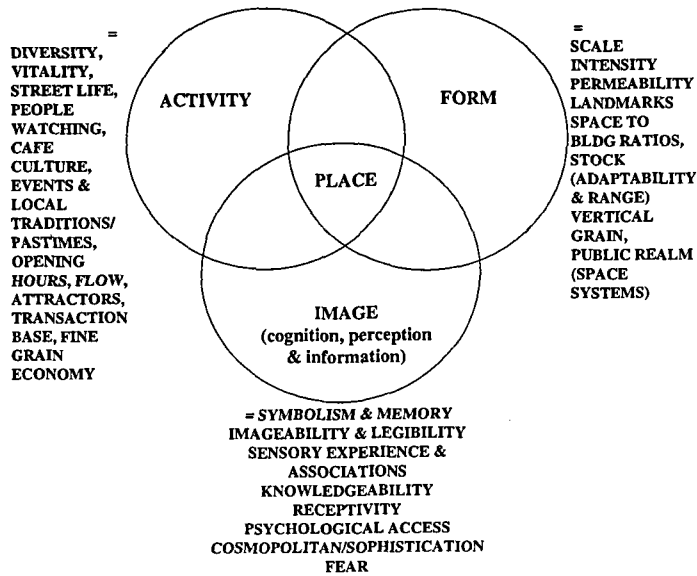 =
DIVERSITY,
VITALITY,
STREET LIFE,
PEOPLE
WATCHING,
CAFE
CULTURE,
EVENTS &
LOCAL
TRADITIONS/
PASTIMES,
OPENING
HOURS, FLOW,
ATTRACTORS,
TRANSACTION
BASE, FINE
GRAIN
ECONOMY
ACTIVITY
FORM
PLACE
IMAGE
(cognition, perception
& information)
=
SCALE
INTENSITY
PERMEABILITY
LANDMARKS
SPACE TO
BLDG RATIOS,
STOCK
(ADAPTABILITY
& RANGE)
VERTICAL
GRAIN,
PUBLIC REALM
(SPACE
SYSTEMS)
= SYMBOLISM & MEMORY
IMAGEABILITY & LEGIBILITY
SENSORY EXPERIENCE &
ASSOCIATIONS
KNOWLEDGEABILITY
RECEPTIVITY
PSYCHOLOGICAL ACCESS
COSMOPOLITAN/SOPHISTICATION
FEAR